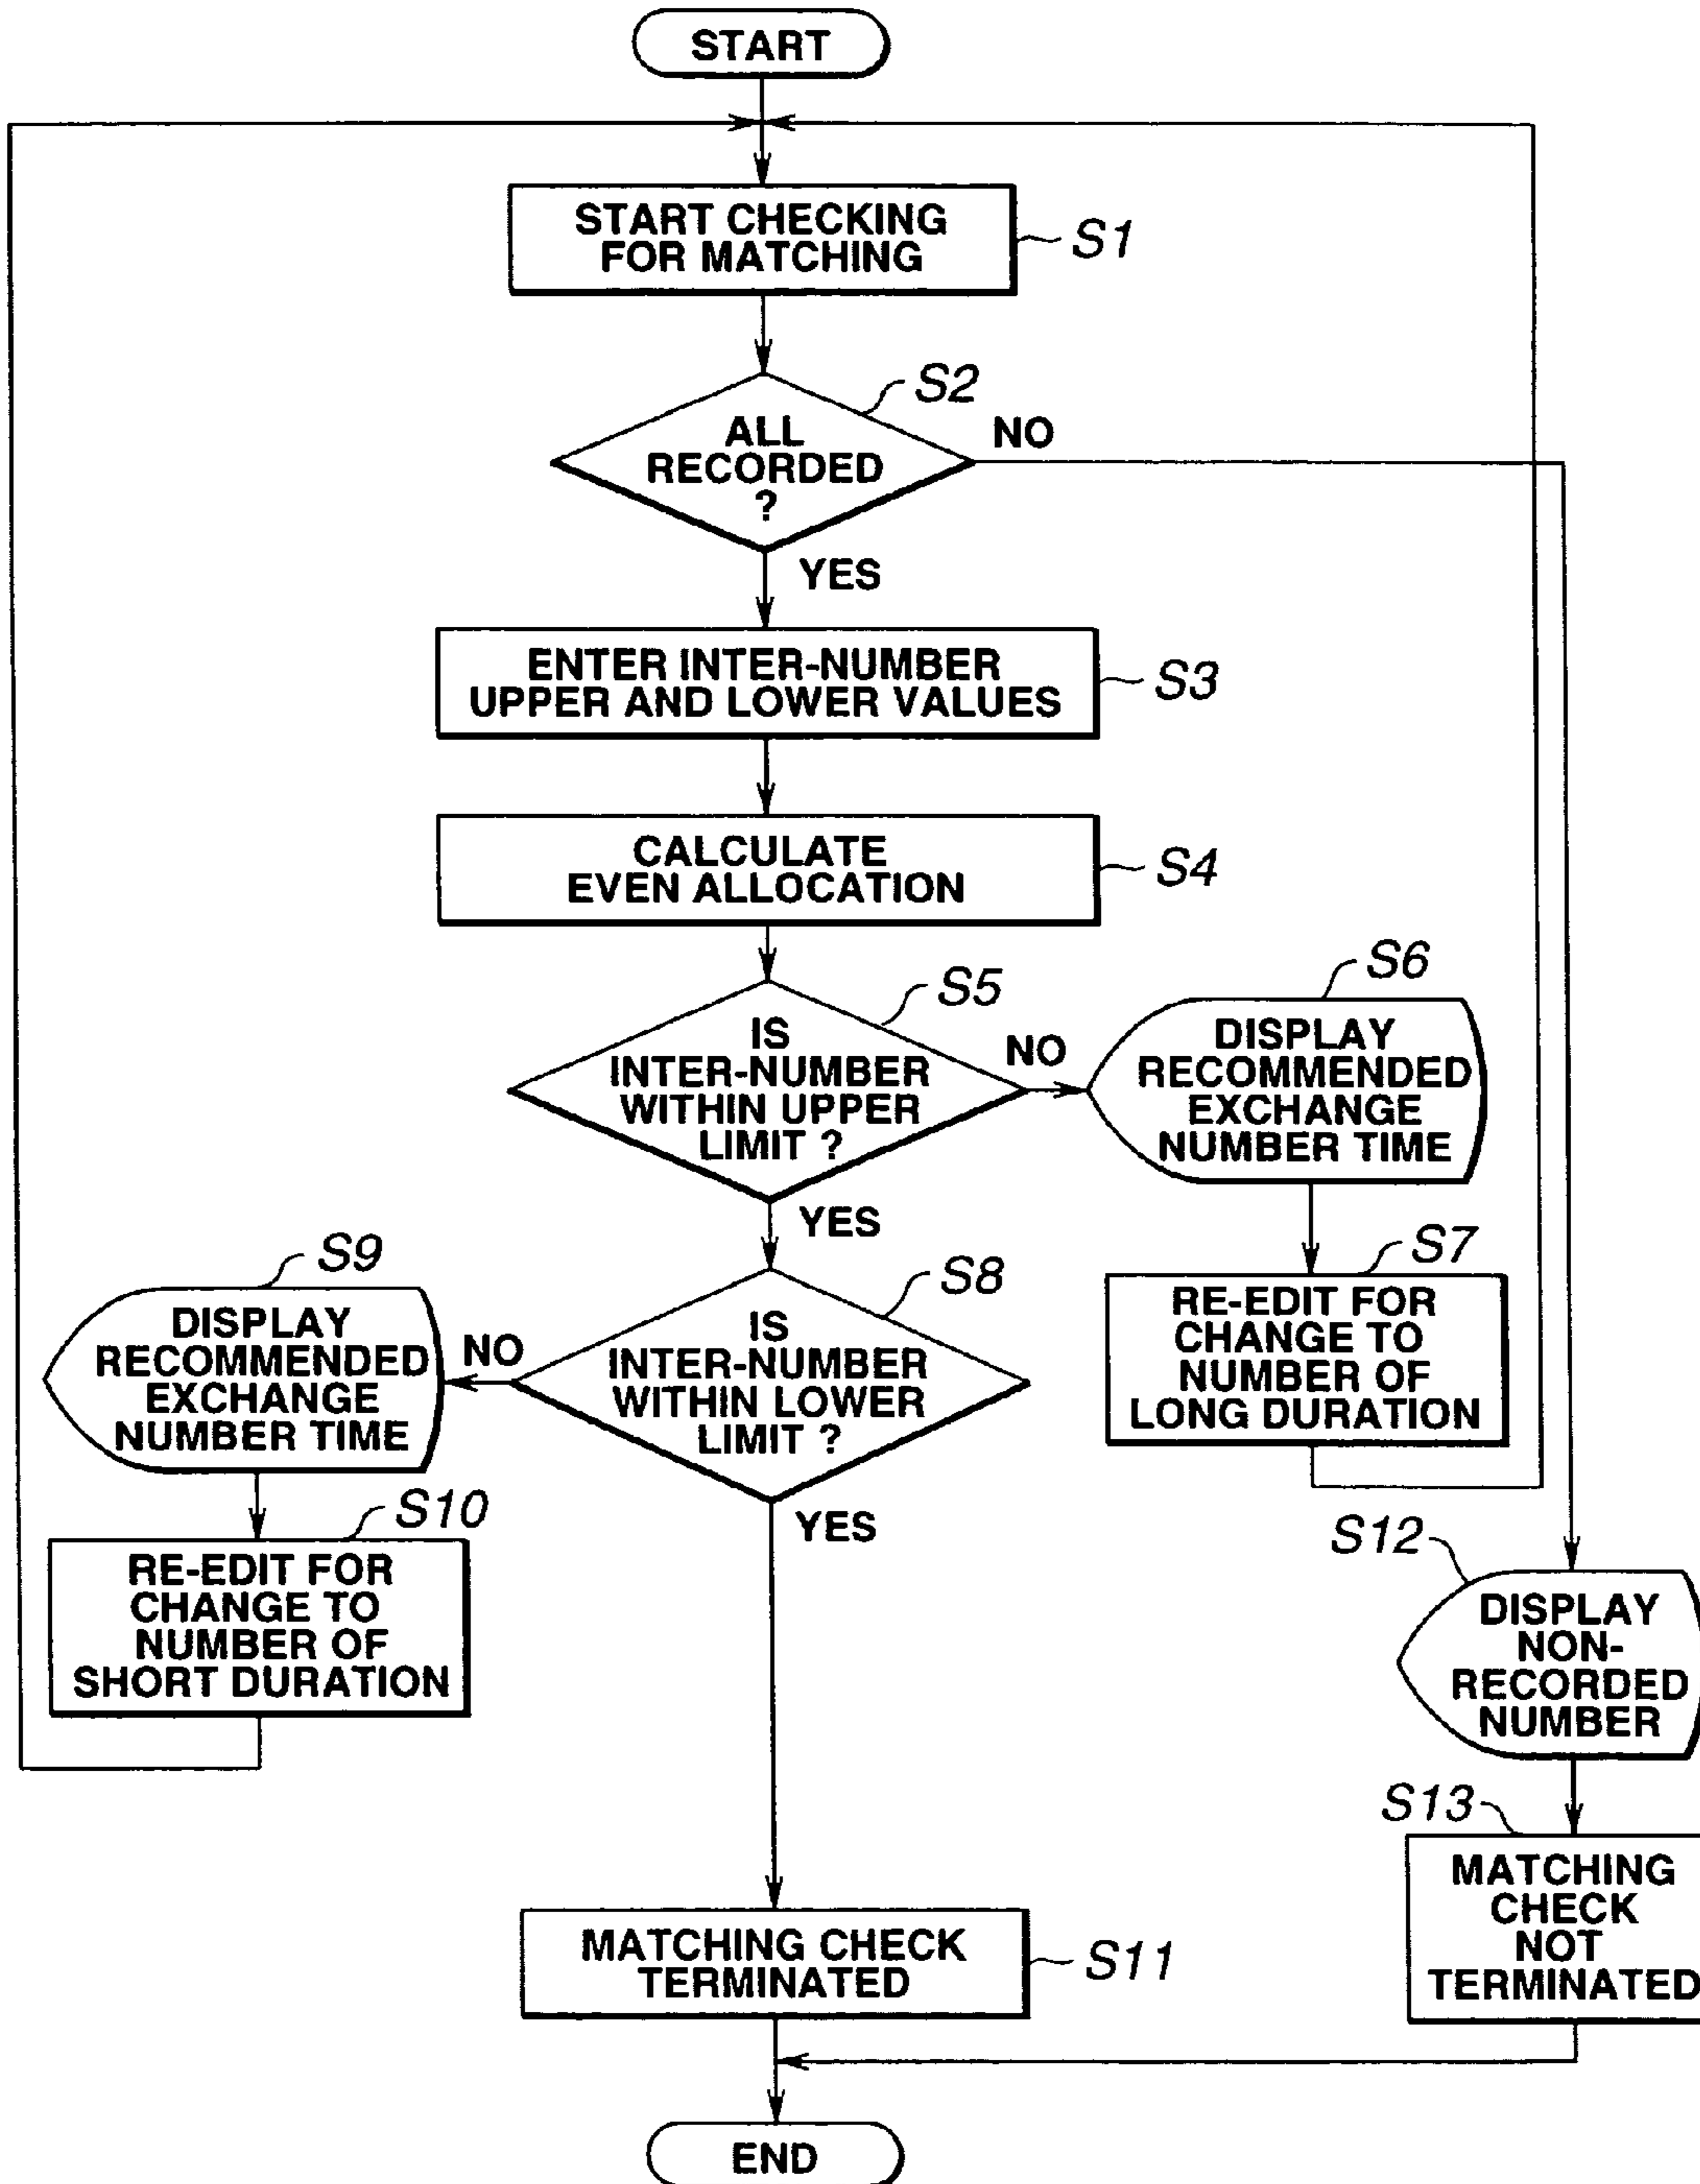 START
START CHECKING
FOR MATCHING
S1
S2
ALL
RECORDED
?
NO
YES
ENTER INTER-NUMBER
UPPER AND LOWER VALUES
S3
CALCULATE
EVEN ALLOCATION
S4
S5
IS
INTER-NUMBER
WITHIN UPPER
LIMIT ?
NO
YES
S6
DISPLAY
RECOMMENDED
EXCHANGE
NUMBER TIME
S7
RE-EDIT FOR
CHANGE TO
NUMBER OF
LONG DURATION
S8
IS
INTER-NUMBER
WITHIN LOWER
LIMIT ?
NO
YES
S9
DISPLAY
RECOMMENDED
EXCHANGE
NUMBER TIME
S10
RE-EDIT FOR
CHANGE TO
NUMBER OF
SHORT DURATION
S12
DISPLAY
NON-
RECORDED
NUMBER
S13
MATCHING
CHECK
NOT
TERMINATED
MATCHING CHECK
TERMINATED
S11
END